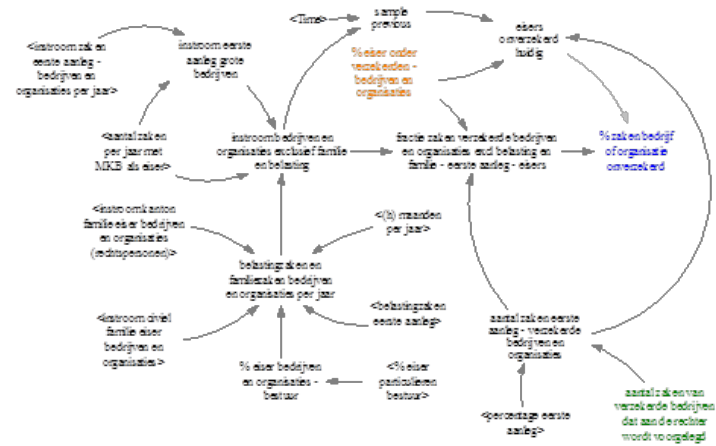 <Time>
sample
previous
eisers
onverzekerd
huidig
<instroom zaken
eerste aanleg -
bedrijven en
organisaties per jaar>
instroom eerste
aanleg grote
bedrijven
% eiser onder
verzekerden -
bedrijven en
organisaties
<aantal zaken
per jaar met
MKB als eiser>
instroom bedrijven en
organisaties exclusief familie
en belasting
fractie zaken verzekerde bedrijven
en organisaties excl belasting en
familie - eerste aanleg - eisers
% zaken bedrijf
of organisatie
onverzekerd
<instroom kanton
familie eiser bedrijven
en organisaties
(rechtspersonen)>
<(h) maanden
per jaar>
belastingzaken en
familiezaken bedrijven
en organisaties per jaar
<instroom civiel
familie eiser
bedrijven en
organisaties>
<belastingzaken
eerste aanleg>
aantal zaken eerste
aanleg - verzekerde
bedrijven en
organisaties
% eiser bedrijven
en organisaties -
bestuur
<% eiser
particulieren
bestuur>
<percentage eerste
aanleg>
aantal zaken van
verzekerde bedrijven
dat aan de rechter
wordt voorgelegd